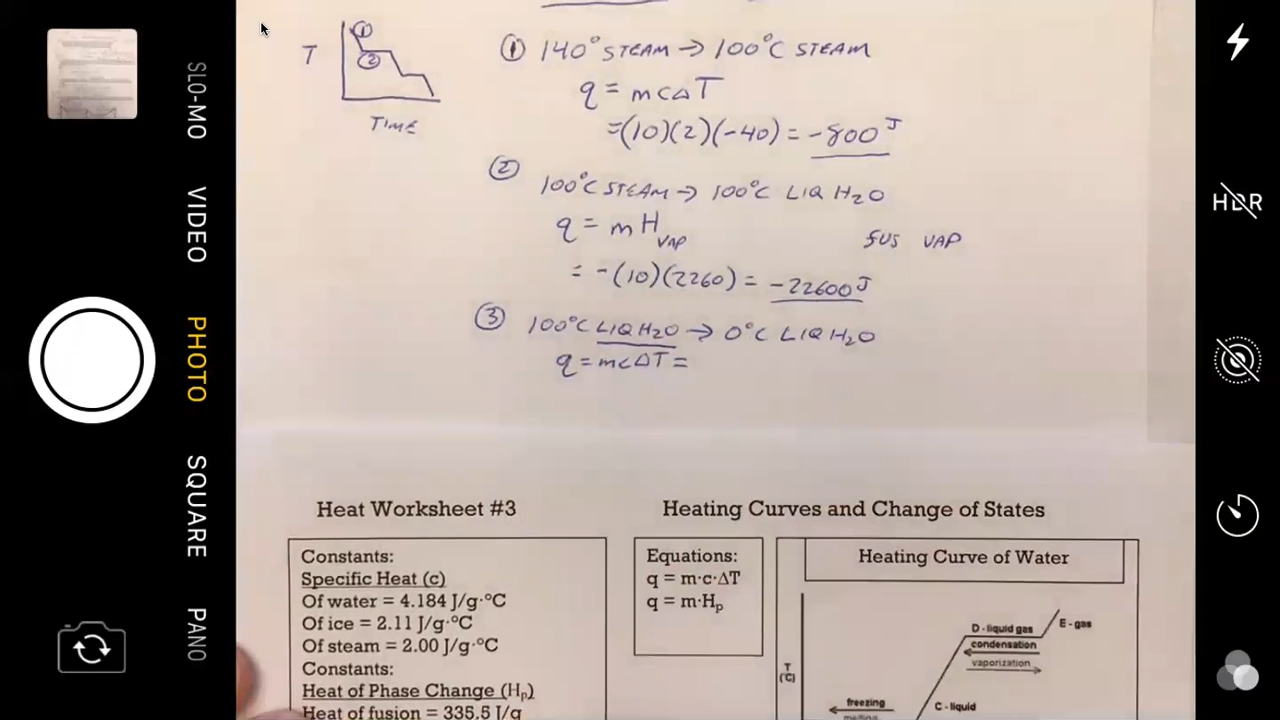 SLO-MO
VIDEO
PHOTO
SQUARE
PANO
HDR
T
①
②
TIME
① 140° STEAM → 100°C STEAM
q = mcΔT
=(10)(2)(-40) = -800 J
②
100°C STEAM → 100°C LIQ H2O
q = mH VAP
fUS VAP
= -(10)(2260) = -22600 J
③ 100°C LIQ H2O → 0°C LIQ H2O
q = mcΔT =
Heat Worksheet #3
Heating Curves and Change of States
Constants:
Specific Heat (c)
Of water = 4.184 J/g·°C
Of ice = 2.11 J/g·°C
Of steam = 2.00 J/g·°C
Constants:
Heat of Phase Change (Hp)
Heat of fusion = 335.5 J/g
Equations:
q = m·c·ΔT
q = m·Hp
Heating Curve of Water
E - gas
D - liquid gas
condensation
vaporization
T
(°C)
freezing
C - liquid